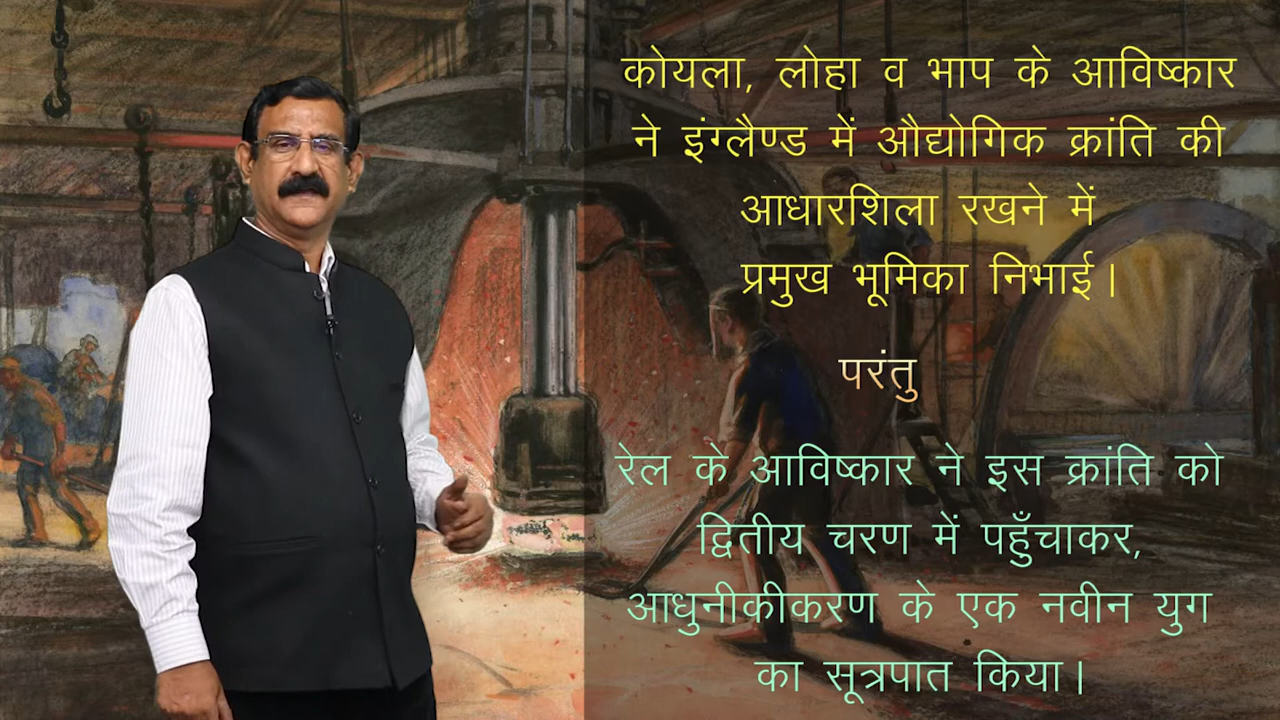 कोयला, लोहा व भाप के आविष्कार
ने इंग्लैण्ड में औद्योगिक क्रांति की
आधारशिला रखने में
प्रमुख भूमिका निभाई।
परंतु
रेल के आविष्कार ने इस क्रांति को
द्वितीय चरण में पहुँचाकर,
आधुनीकीकरण के एक नवीन युग
का सूत्रपात किया।